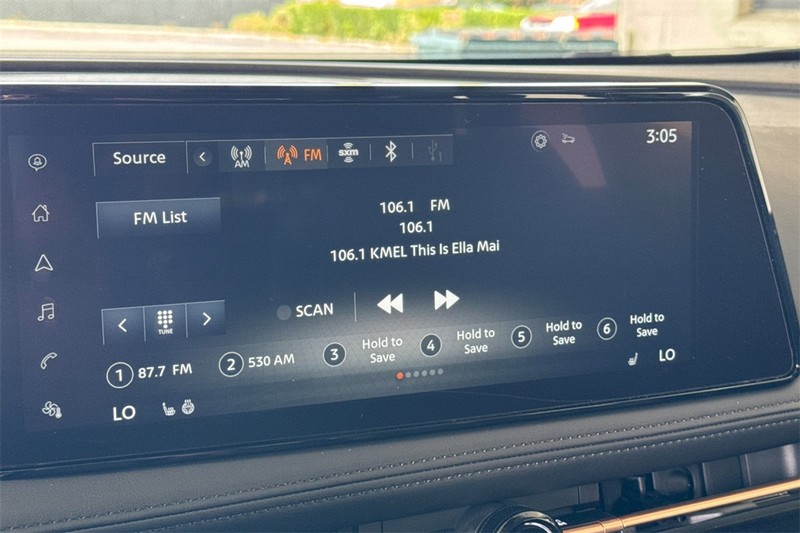 Source
AM
FM
sxm
1
3:05
FM List
106.1 FM
106.1
106.1 KMEL This Is Ella Mai
TUNE
SCAN
1 87.7 FM
2 530 AM
3 Hold to
Save
4 Hold to
Save
5 Hold to
Save
6 Hold to
Save
LO
LO